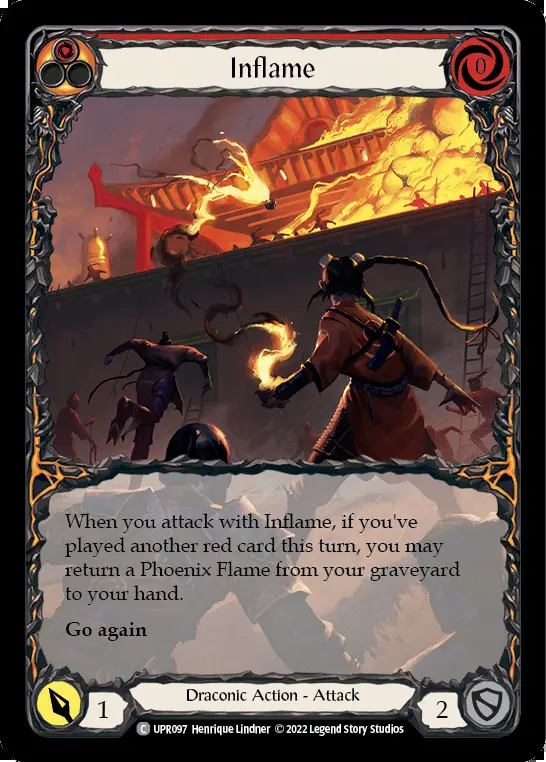 Inflame
0
When you attack with Inflame, if you've
played another red card this turn, you may
return a Phoenix Flame from your graveyard
to your hand.
Go again
Draconic Action - Attack
1
2
C UPR097 Henrique Lindner © 2022 Legend Story Studios